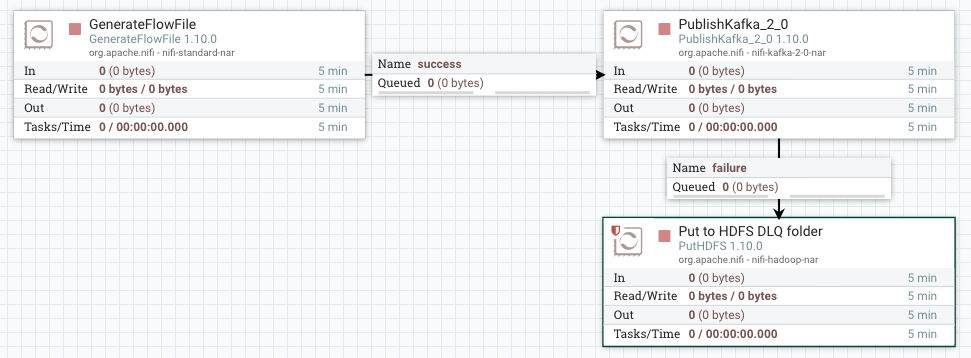 GenerateFlowFile
GenerateFlowFile 1.10.0
org.apache.nifi - nifi-standard-nar
In 0 (0 bytes) 5 min
Read/Write 0 bytes / 0 bytes 5 min
Out 0 (0 bytes) 5 min
Tasks/Time 0 / 00:00:00.000 5 min
Name success
Queued 0 (0 bytes)
PublishKafka_2_0
PublishKafka_2_0 1.10.0
org.apache.nifi - nifi-kafka-2-0-nar
In 0 (0 bytes) 5 min
Read/Write 0 bytes / 0 bytes 5 min
Out 0 (0 bytes) 5 min
Tasks/Time 0 / 00:00:00.000 5 min
Name failure
Queued 0 (0 bytes)
Put to HDFS DLQ folder
PutHDFS 1.10.0
org.apache.nifi - nifi-hadoop-nar
In 0 (0 bytes) 5 min
Read/Write 0 bytes / 0 bytes 5 min
Out 0 (0 bytes) 5 min
Tasks/Time 0 / 00:00:00.000 5 min